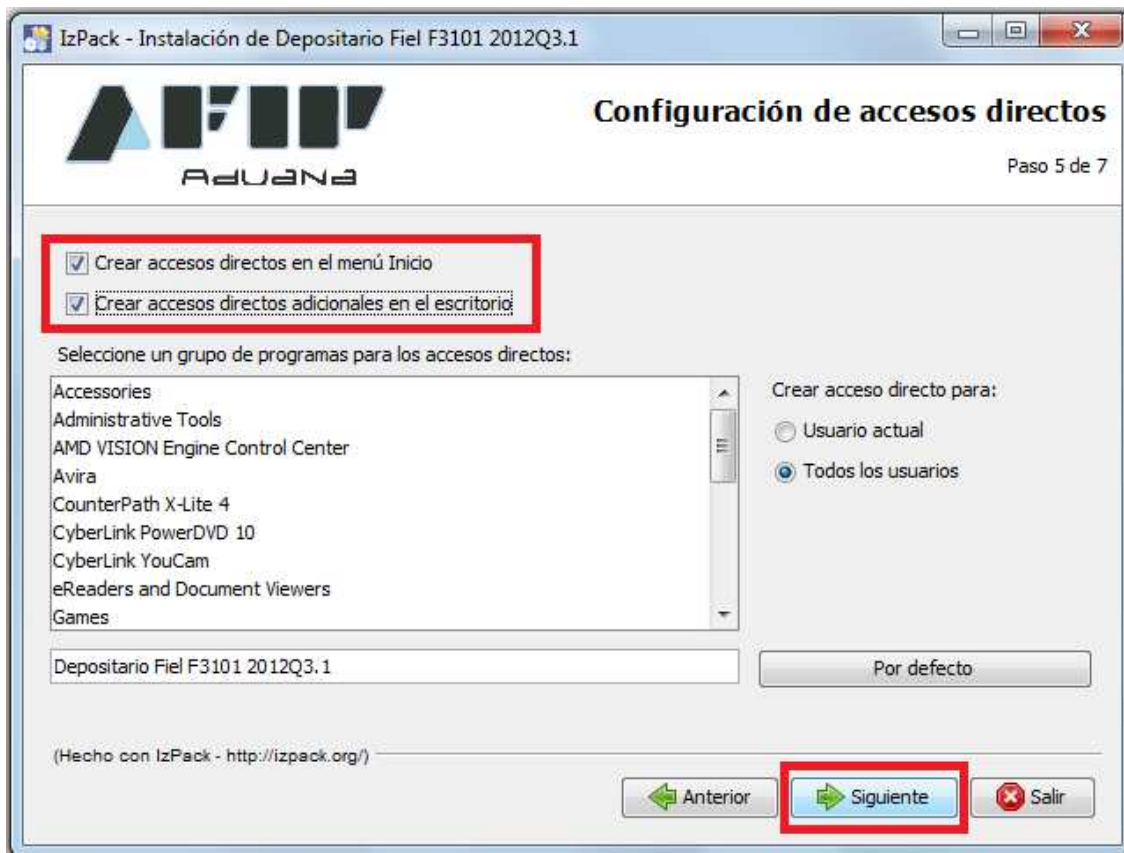 IzPack - Instalación de Depositario Fiel F3101 2012Q3.1
AFIP
Aduana
Configuración de accesos directos
Paso 5 de 7
Crear accesos directos en el menú Inicio
Crear accesos directos adicionales en el escritorio
Seleccione un grupo de programas para los accesos directos:
Accessories
Administrative Tools
AMD VISION Engine Control Center
Avira
CounterPath X-Lite 4
CyberLink PowerDVD 10
CyberLink YouCam
eReaders and Document Viewers
Games
Crear acceso directo para:
Usuario actual
Todos los usuarios
Depositario Fiel F3101 2012Q3.1
Por defecto
(Hecho con IzPack - http://izpack.org/)
Anterior
Siguiente
Salir